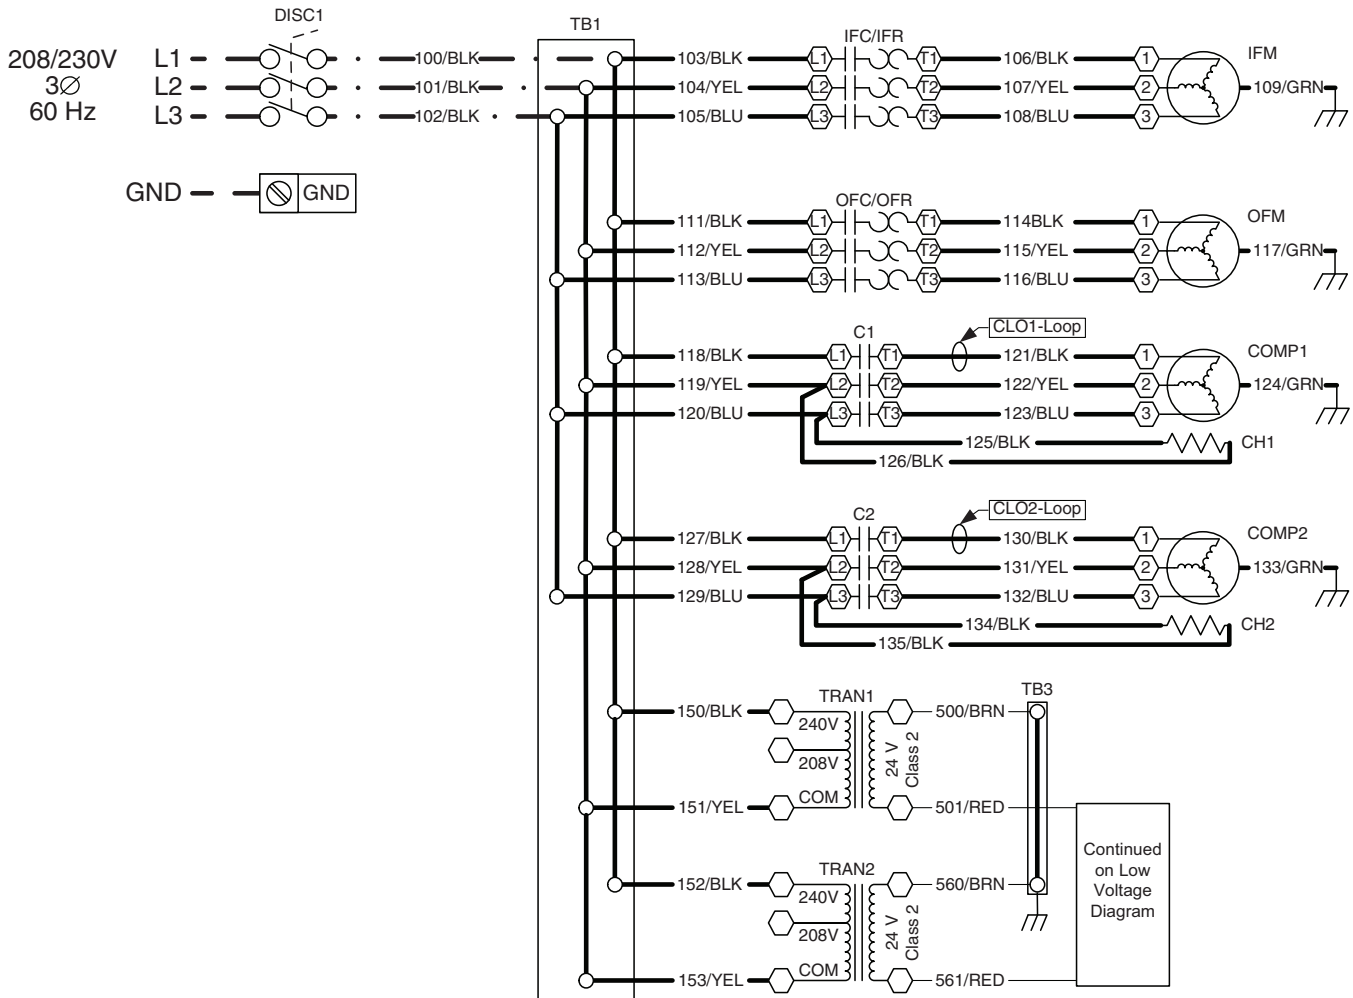 DISC1
TB1
208/230V
3∅
60 Hz
L1
100/BLK
103/BLK
L1
IFC/IFR
T1
106/BLK
1
IFM
L2
101/BLK
104/YEL
L2
T2
107/YEL
2
109/GRN
L3
102/BLK
105/BLU
L3
T3
108/BLU
3
GND
GND
OFC/OFR
OFM
111/BLK
L1
T1
114BLK
1
112/YEL
L2
T2
115/YEL
2
117/GRN
113/BLU
L3
T3
116/BLU
3
C1
CLO1-Loop
COMP1
118/BLK
L1
T1
121/BLK
1
119/YEL
L2
T2
122/YEL
2
124/GRN
120/BLU
L3
T3
123/BLU
3
125/BLK
CH1
126/BLK
C2
CLO2-Loop
COMP2
127/BLK
L1
T1
130/BLK
1
128/YEL
L2
T2
131/YEL
2
133/GRN
129/BLU
L3
T3
132/BLU
3
134/BLK
CH2
135/BLK
TRAN1
TB3
150/BLK
240V
208V
COM
24 V
Class 2
500/BRN
151/YEL
501/RED
TRAN2
152/BLK
240V
208V
COM
24 V
Class 2
560/BRN
153/YEL
561/RED
Continued
on Low
Voltage
Diagram